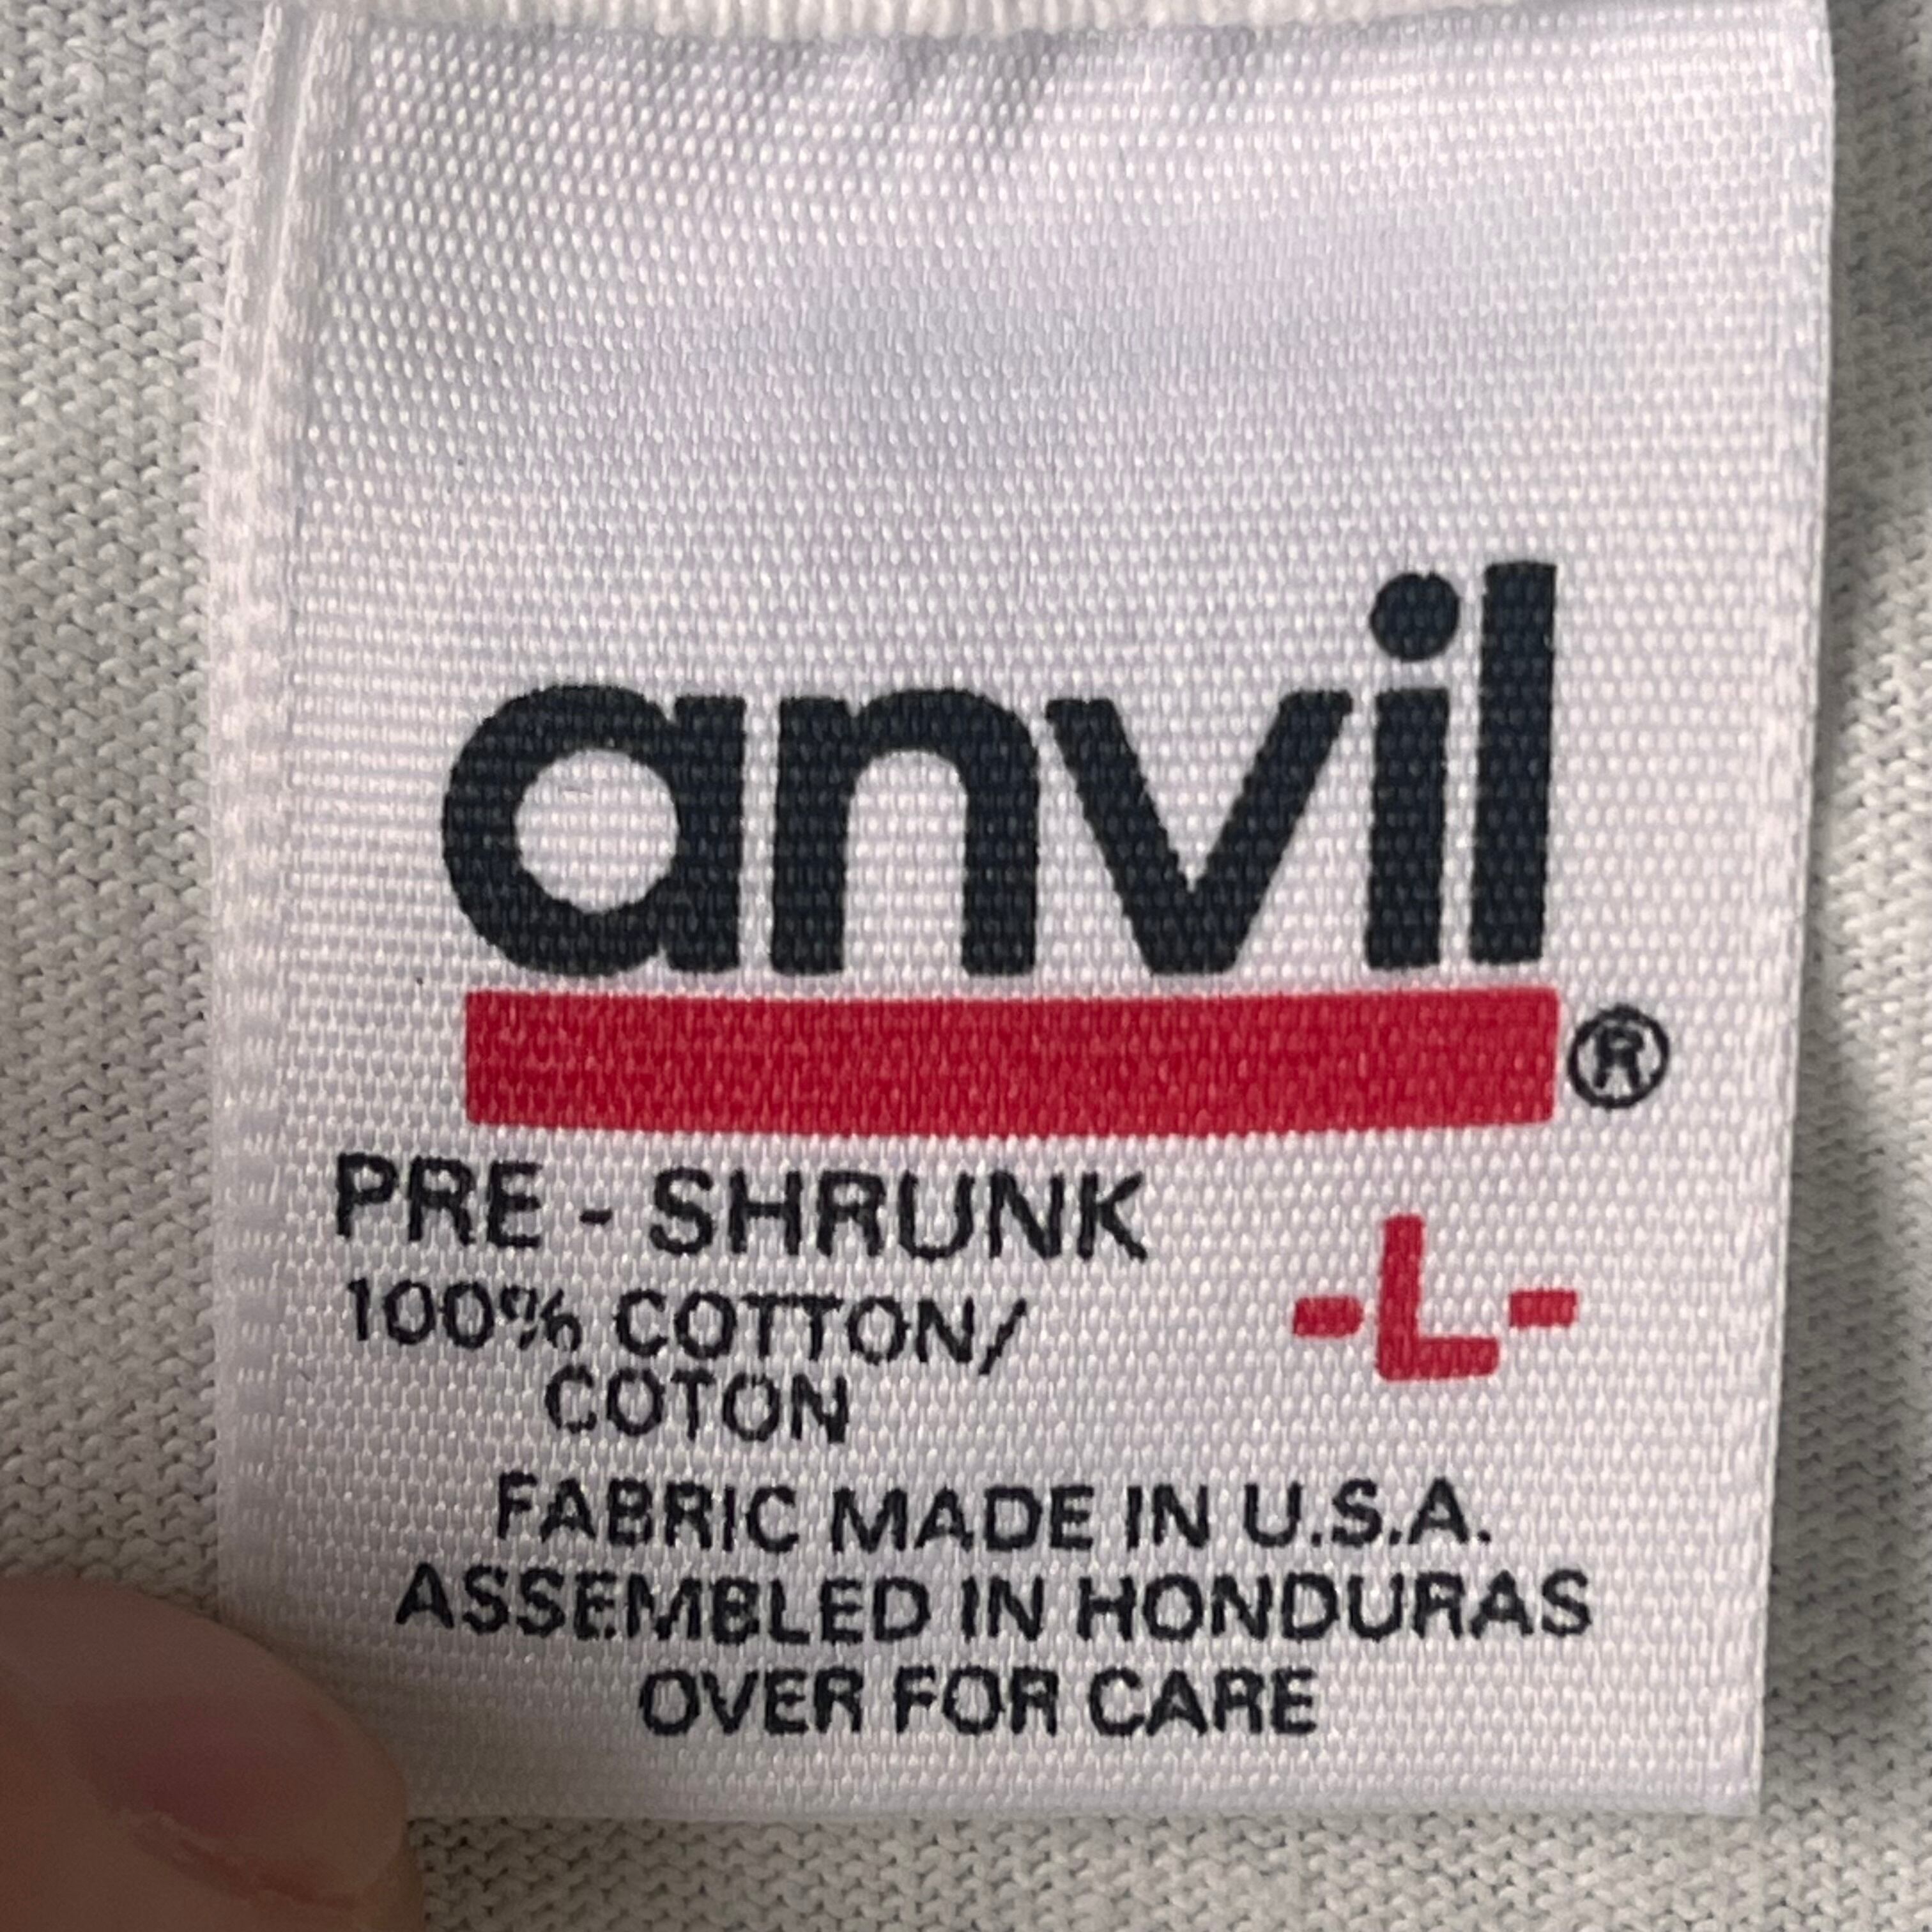 anvil®
PRE - SHRUNK
100% COTTON/
COTON
-L-
FABRIC MADE IN U.S.A.
ASSEMBLED IN HONDURAS
OVER FOR CARE